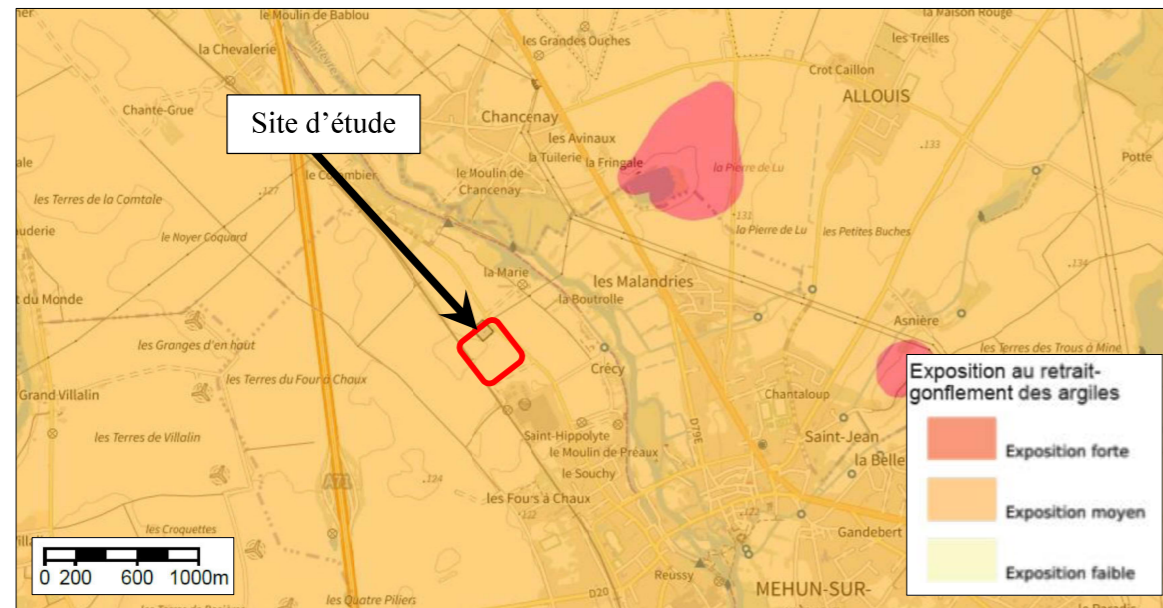 le Moulin de Bablou
la Maison Rouge
les Treilles
la Chevalerie
les Grandes Ouches
Crot Caillon
ALLOUIS
Chante-Grue
Site d'étude
Chancenay
les Avinaux
la Tuilerie
la Fringale
.133
Potte
le Colombier
le Moulin de
Chancenay
la Pierre de Lu
.127
les Terres de la Comtale
.131
le Noyer Coquard
la Pierre de Lu
les Petites Buches
.134
la Marie
les Malandries
la Boutrolle
Asnière
les Granges d'en haut
les Terres des Trous à Mine
Crécy
les Terres du Four à Chaux
Grand Villalin
Chantaloup
D79E
les Terres de Villalin
Saint-Hippolyte
Saint-Jean
le Moulin de Préaux
la Belle
le Souchy
A71
.124
les Fours à Chaux
122
122
les Croquettes
Gandebert
Reussy
MEHUN-SUR-
D20
les Quatre Piliers
0 200 600 1000m
Exposition au retrait-
gonflement des argiles
Exposition forte
Exposition moyen
Exposition faible